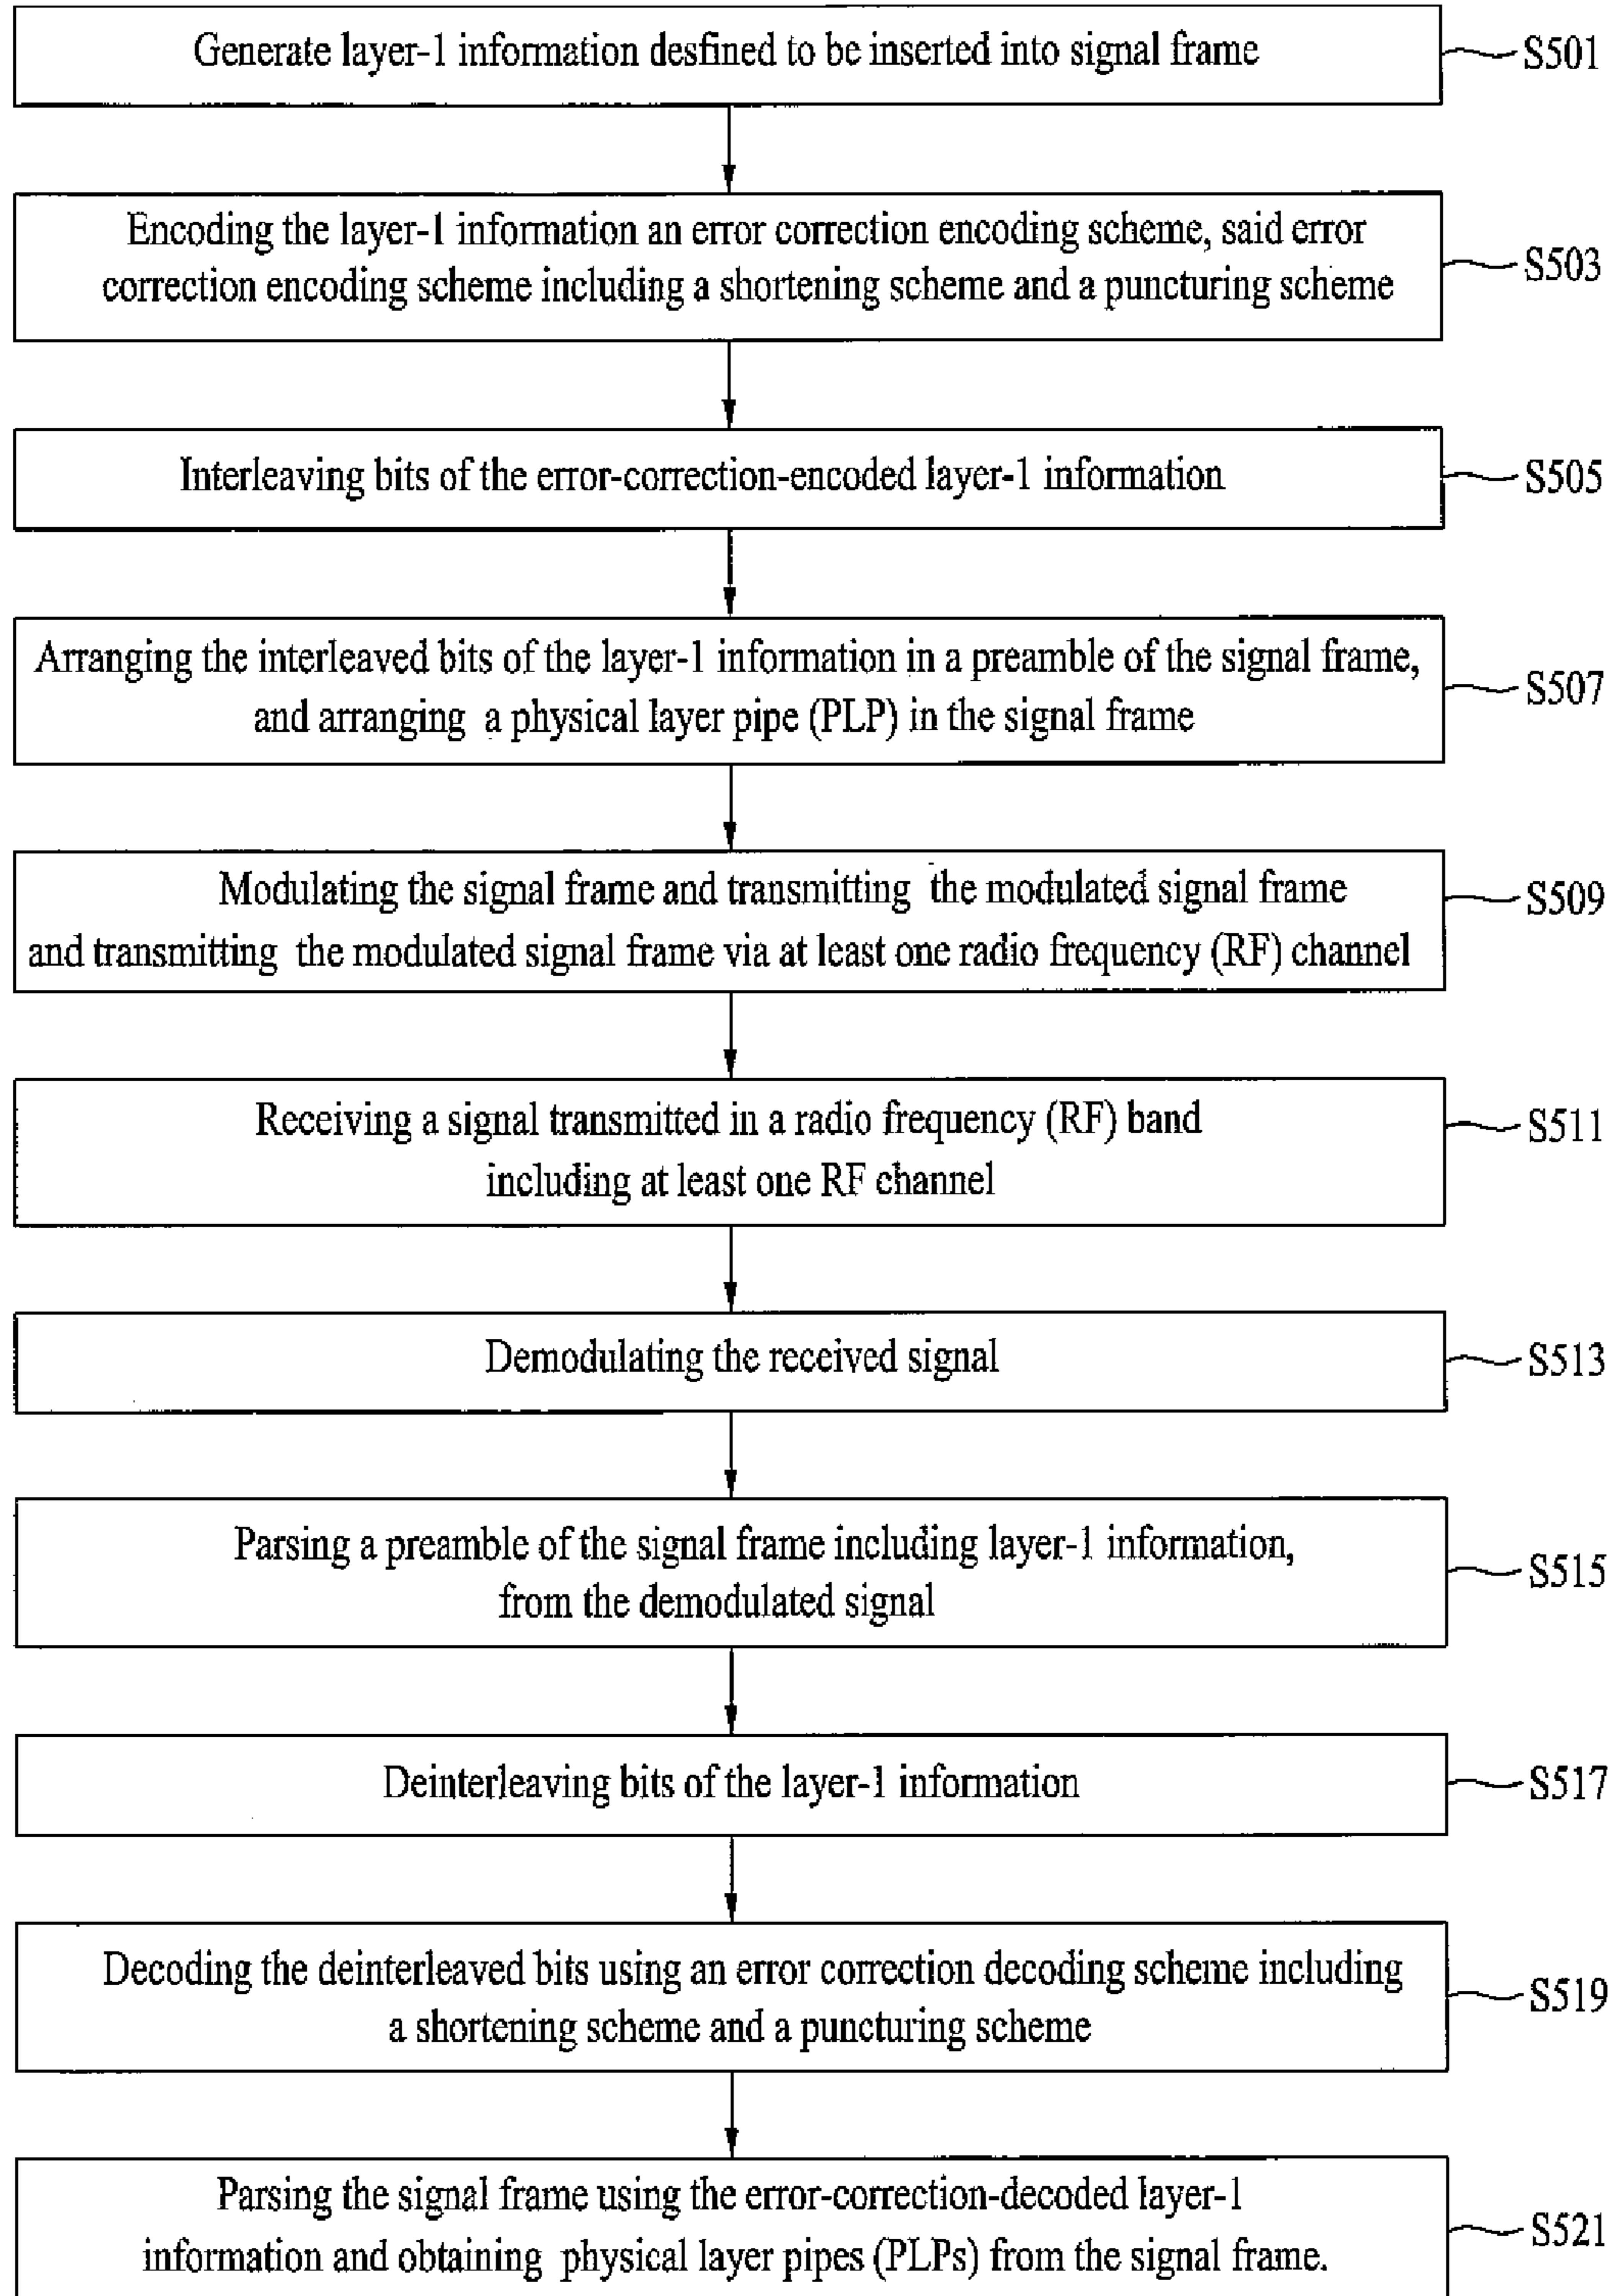 Generate layer-1 information desfined to be inserted into signal frame
S501
Encoding the layer-1 information an error correction encoding scheme, said error
correction encoding scheme including a shortening scheme and a puncturing scheme
S503
Interleaving bits of the error-correction-encoded layer-1 information
S505
Arranging the interleaved bits of the layer-1 information in a preamble of the signal frame,
and arranging a physical layer pipe (PLP) in the signal frame
S507
Modulating the signal frame and transmitting the modulated signal frame
and transmitting the modulated signal frame via at least one radio frequency (RF) channel
S509
Receiving a signal transmitted in a radio frequency (RF) band
including at least one RF channel
S511
Demodulating the received signal
S513
Parsing a preamble of the signal frame including layer-1 information,
from the demodulated signal
S515
Deinterleaving bits of the layer-1 information
S517
Decoding the deinterleaved bits using an error correction decoding scheme including
a shortening scheme and a puncturing scheme
S519
Parsing the signal frame using the error-correction-decoded layer-1
information and obtaining physical layer pipes (PLPs) from the signal frame.
S521